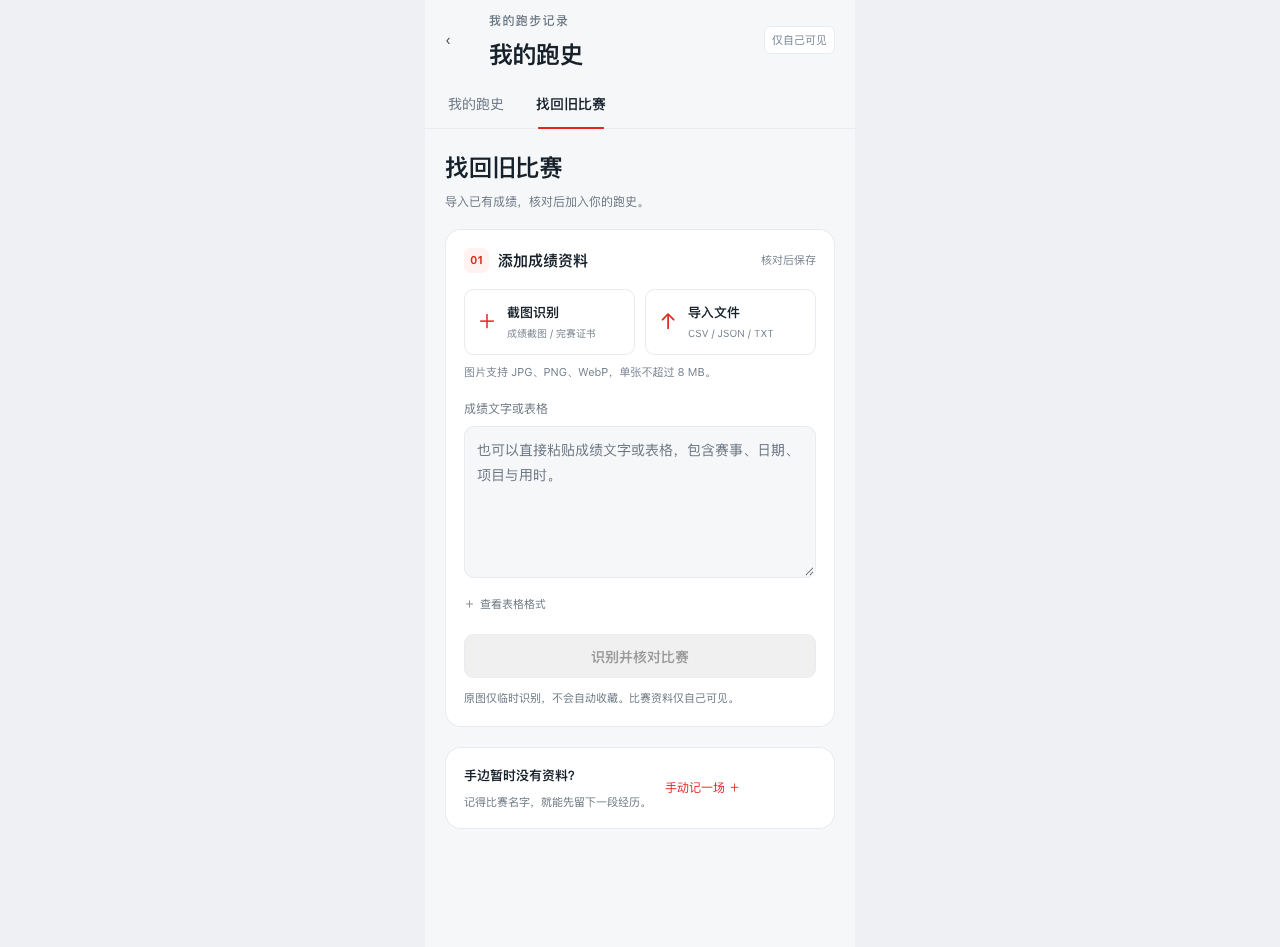 我的跑步记录
‹
我的跑史
仅自己可见
我的跑史
找回旧比赛
找回旧比赛
导入已有成绩，核对后加入你的跑史。
01 添加成绩资料
核对后保存
＋ 截图识别
成绩截图 / 完赛证书
↑ 导入文件
CSV / JSON / TXT
图片支持 JPG、PNG、WebP，单张不超过 8 MB。
成绩文字或表格
也可以直接粘贴成绩文字或表格，包含赛事、日期、
项目与用时。
＋ 查看表格格式
识别并核对比赛
原图仅临时识别，不会自动收藏。比赛资料仅自己可见。
手边暂时没有资料?
记得比赛名字，就能先留下一段经历。
手动记一场 ＋